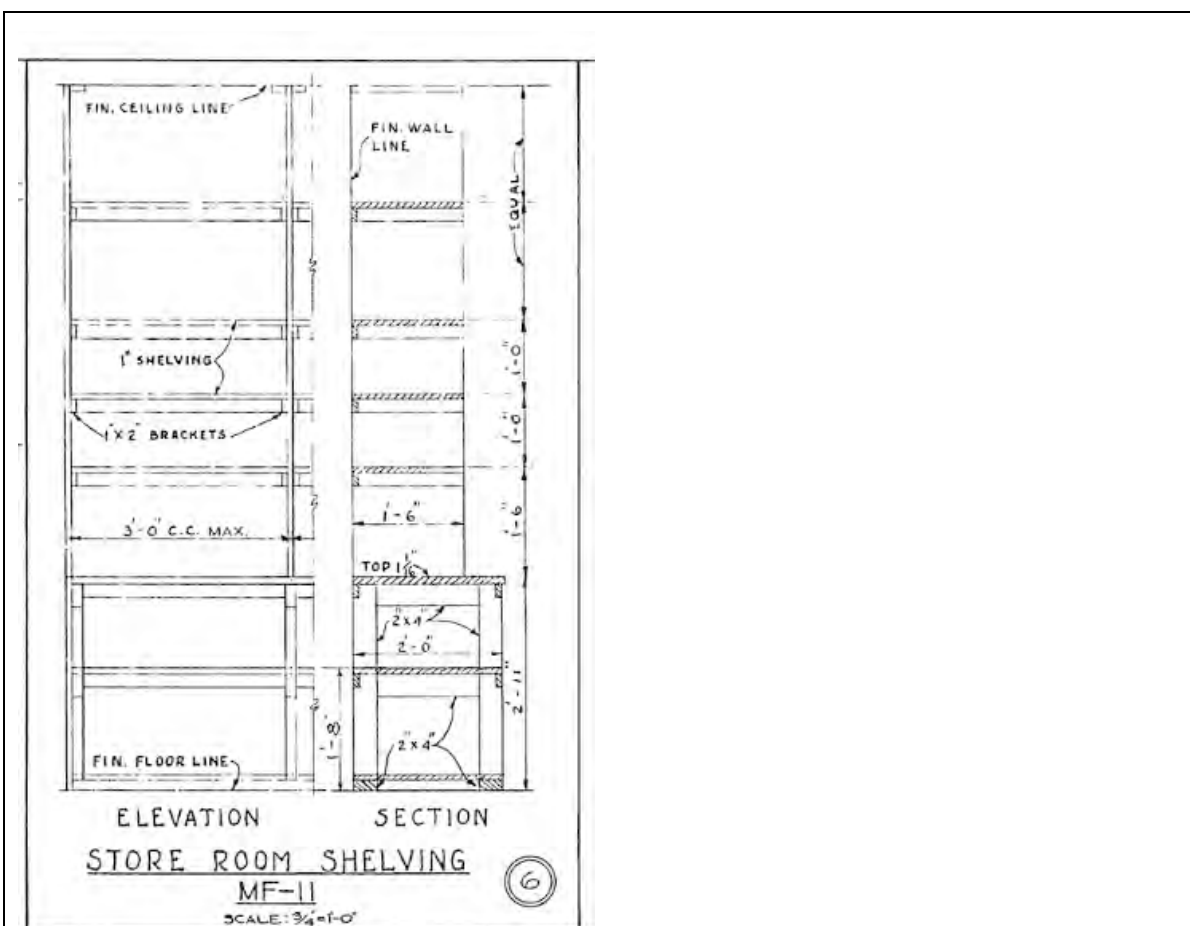 FIN. CEILING LINE
FIN. WALL
LINE
EQUAL
1" SHELVING
1'-0"
1"X2" BRACKETS
1'-0"
1'-6"
3'-0" C.C. MAX.
1'-6"
TOP 1 1/16"
2"X4"
2'-0"
2'-11"
1'-8"
2"X4"
FIN. FLOOR LINE
ELEVATION
SECTION
STORE ROOM SHELVING
MF-11
6
SCALE: 3/4"=1'-0"